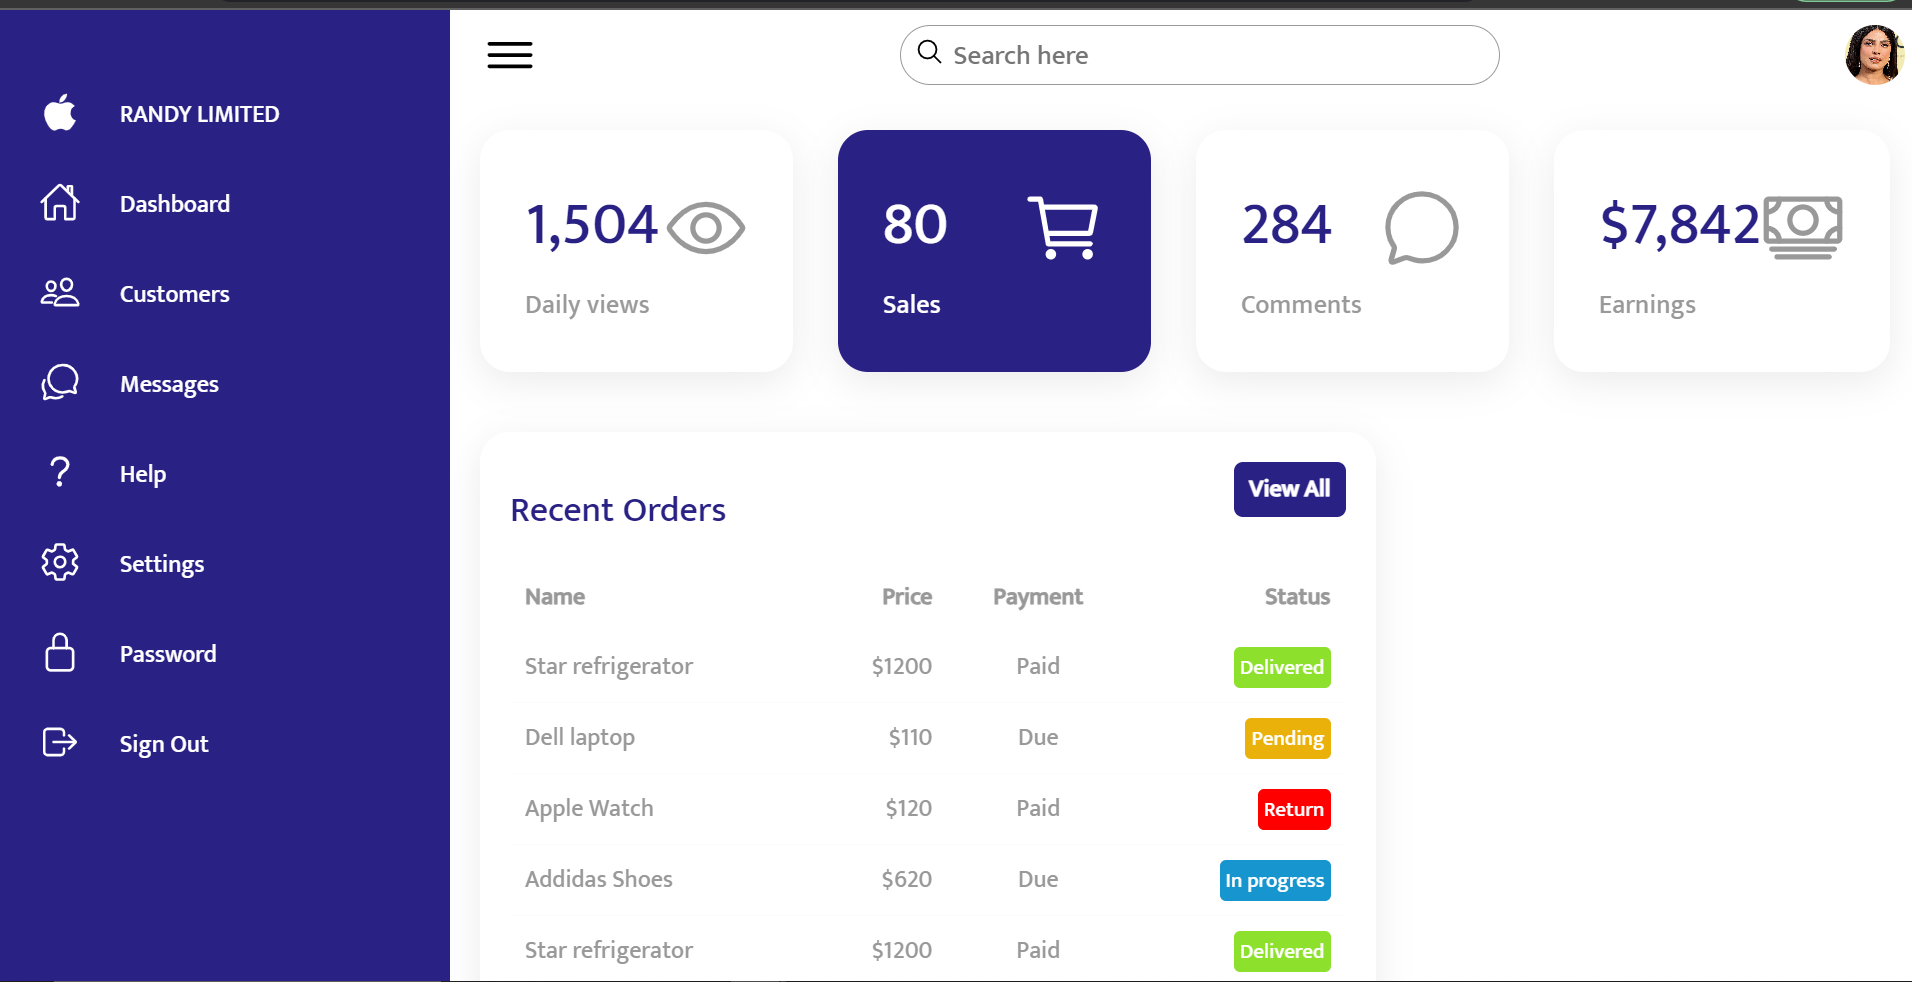 RANDY LIMITED
Dashboard
Customers
Messages
Help
Settings
Password
Sign Out
Search here
1,504
Daily views
80
Sales
284
Comments
$7,842
Earnings
Recent Orders
View All
Name Price Payment Status
Star refrigerator $1200 Paid Delivered
Dell laptop $110 Due Pending
Apple Watch $120 Paid Return
Addidas Shoes $620 Due In progress
Star refrigerator $1200 Paid Delivered